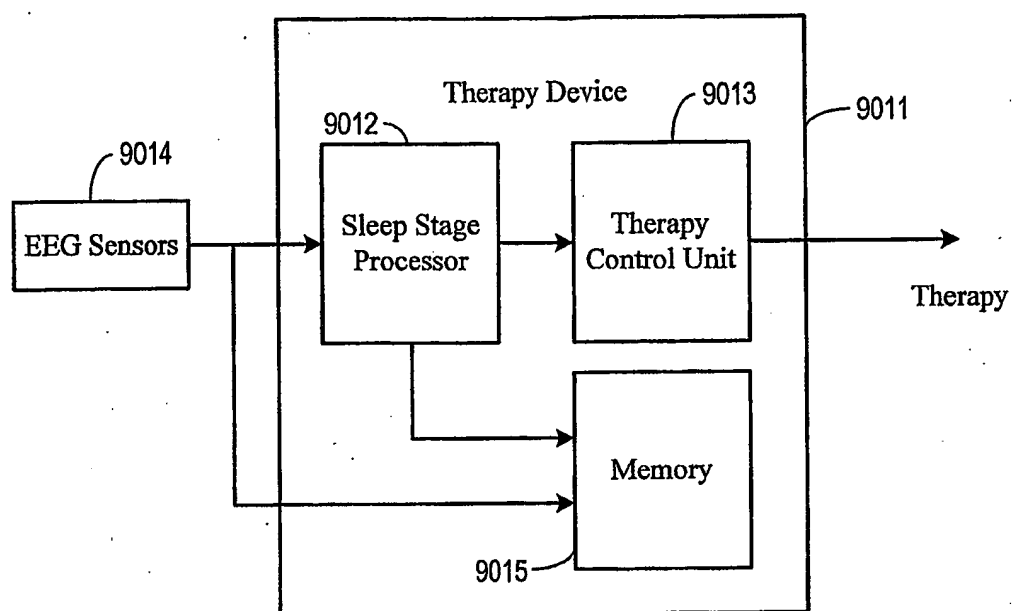 Therapy Device
9013
9011
9012
9014
EEG Sensors
Sleep Stage
Processor
Therapy
Control Unit
Therapy
Memory
9015